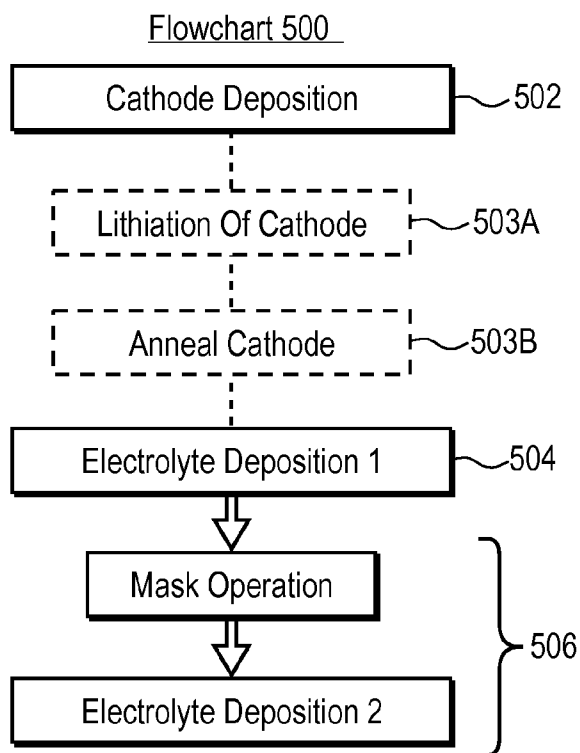 Flowchart 500
Cathode Deposition 502
Lithiation Of Cathode 503A
Anneal Cathode 503B
Electrolyte Deposition 1 504
Mask Operation
506
Electrolyte Deposition 2